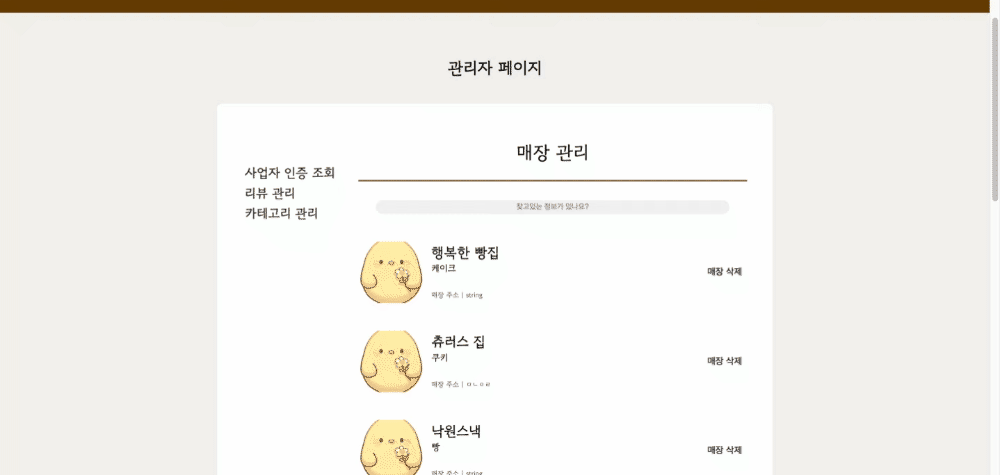 관리자 페이지
매장 관리
사업자 인증 조회
리뷰 관리
카테고리 관리
찾고있는 정보가 있나요?
행복한 빵집
케이크
매장 주소 | string
매장 삭제
츄러스 집
쿠키
매장 주소 | ㅁㄴㅇㄹ
매장 삭제
낙원스낵
빵
매장 주소 | string
매장 삭제